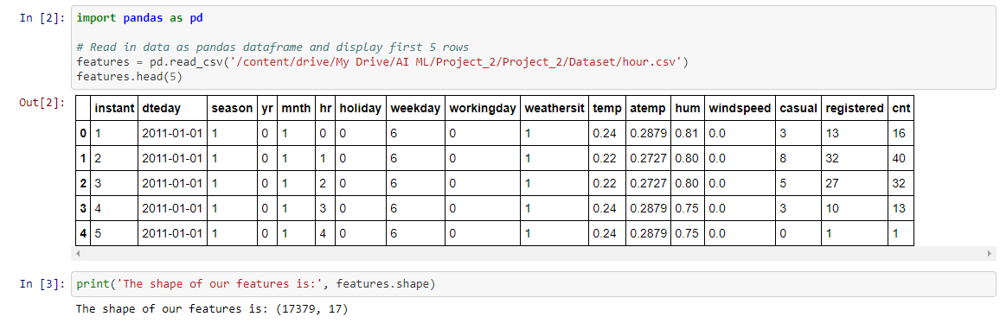 In [2]: import pandas as pd
# Read in data as pandas dataframe and display first 5 rows
features = pd.read_csv('/content/drive/My Drive/AI ML/Project_2/Project_2/Dataset/hour.csv')
features.head(5)
Out[2]: instant dteday season yr mnth hr holiday weekday workingday weathersit temp atemp hum windspeed casual registered cnt
0 1 2011-01-01 1 0 1 0 0 6 0 1 0.24 0.2879 0.81 0.0 3 13 16
1 2 2011-01-01 1 0 1 1 0 6 0 1 0.22 0.2727 0.80 0.0 8 32 40
2 3 2011-01-01 1 0 1 2 0 6 0 1 0.22 0.2727 0.80 0.0 5 27 32
3 4 2011-01-01 1 0 1 3 0 6 0 1 0.24 0.2879 0.75 0.0 3 10 13
4 5 2011-01-01 1 0 1 4 0 6 0 1 0.24 0.2879 0.75 0.0 0 1 1
In [3]: print('The shape of our features is:', features.shape)
The shape of our features is: (17379, 17)